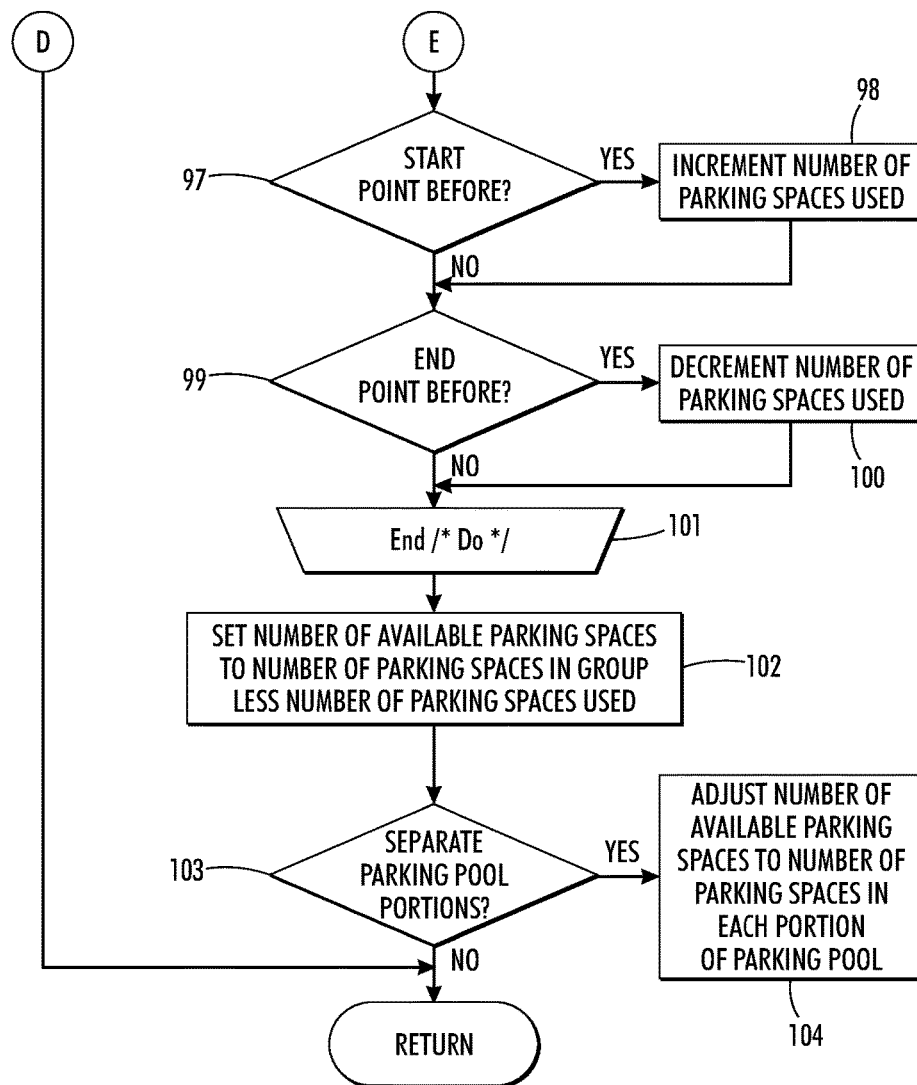 D
E
98
START
POINT BEFORE?
97
YES
INCREMENT NUMBER OF
PARKING SPACES USED
NO
END
POINT BEFORE?
99
YES
DECREMENT NUMBER OF
PARKING SPACES USED
100
NO
End /* Do */
101
SET NUMBER OF AVAILABLE PARKING SPACES
TO NUMBER OF PARKING SPACES IN GROUP
LESS NUMBER OF PARKING SPACES USED
102
SEPARATE
PARKING POOL
PORTIONS?
103
YES
ADJUST NUMBER OF
AVAILABLE PARKING
SPACES TO NUMBER OF
PARKING SPACES IN
EACH PORTION
OF PARKING POOL
104
NO
RETURN